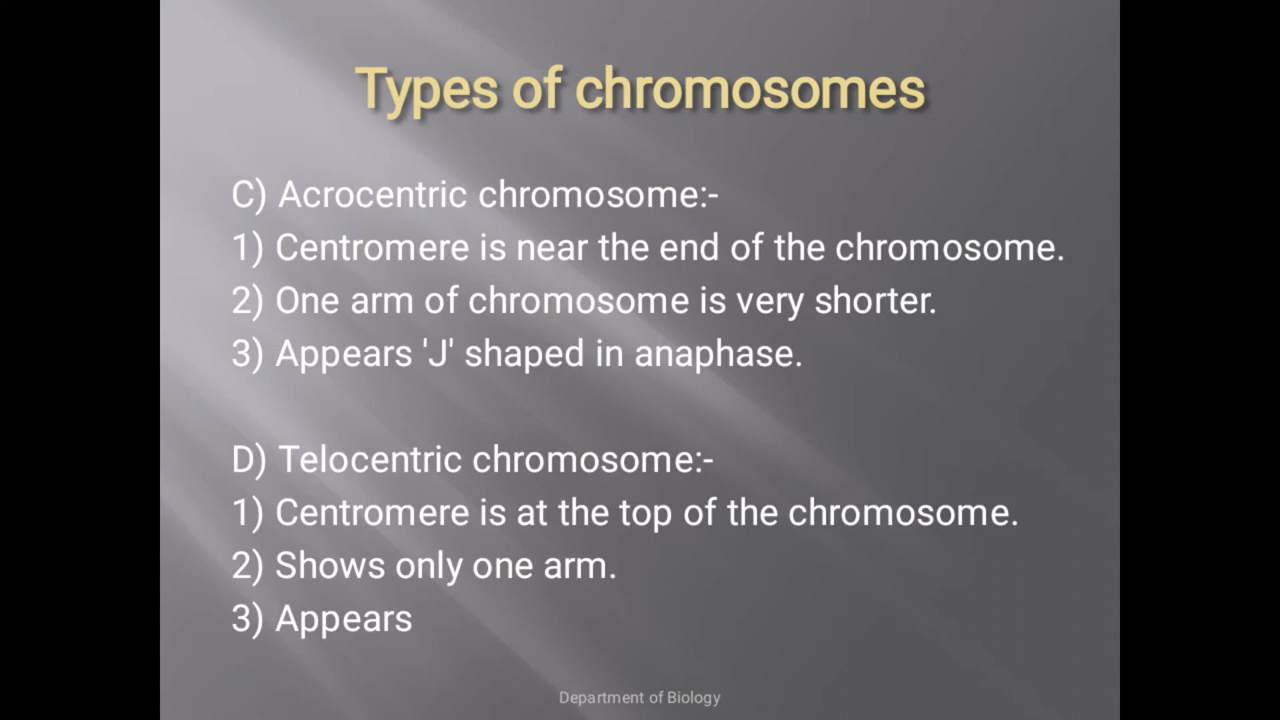 Types of chromosomes
C) Acrocentric chromosome:-
1) Centromere is near the end of the chromosome.
2) One arm of chromosome is very shorter.
3) Appears 'J' shaped in anaphase.
D) Telocentric chromosome:-
1) Centromere is at the top of the chromosome.
2) Shows only one arm.
3) Appears
Department of Biology